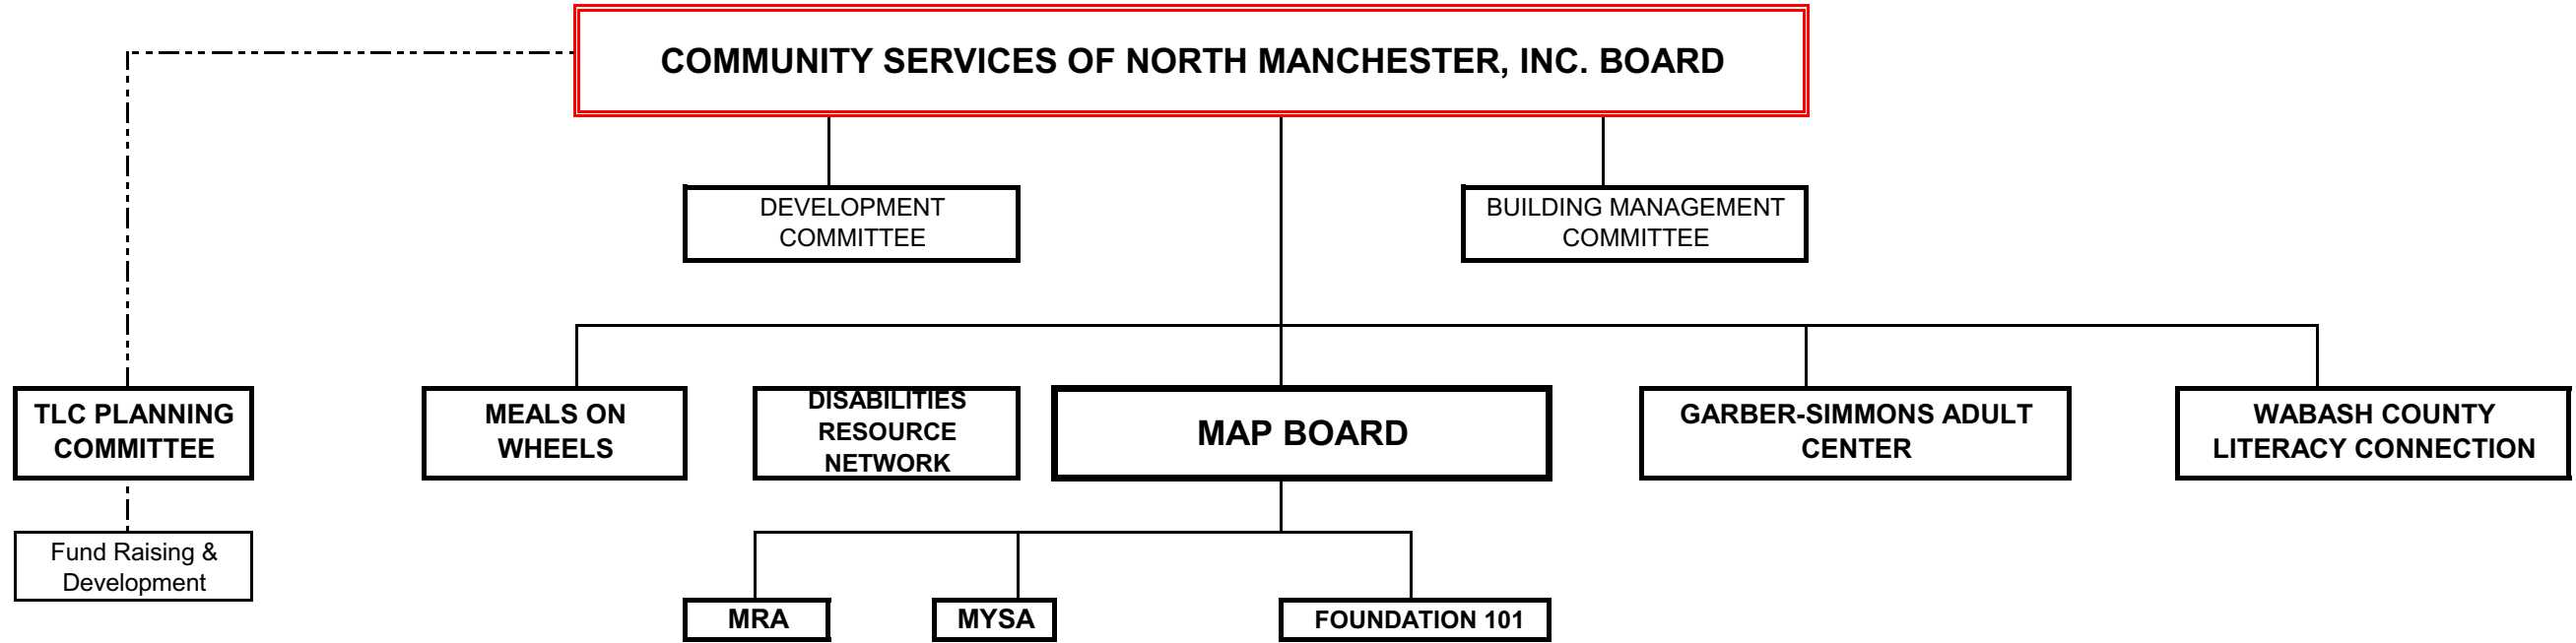 COMMUNITY SERVICES OF NORTH MANCHESTER, INC. BOARD
DEVELOPMENT
COMMITTEE
BUILDING MANAGEMENT
COMMITTEE
TLC PLANNING
COMMITTEE
MEALS ON
WHEELS
DISABILITIES
RESOURCE
NETWORK
MAP BOARD
GARBER-SIMMONS ADULT
CENTER
WABASH COUNTY
LITERACY CONNECTION
Fund Raising &
Development
MRA
MYSA
FOUNDATION 101